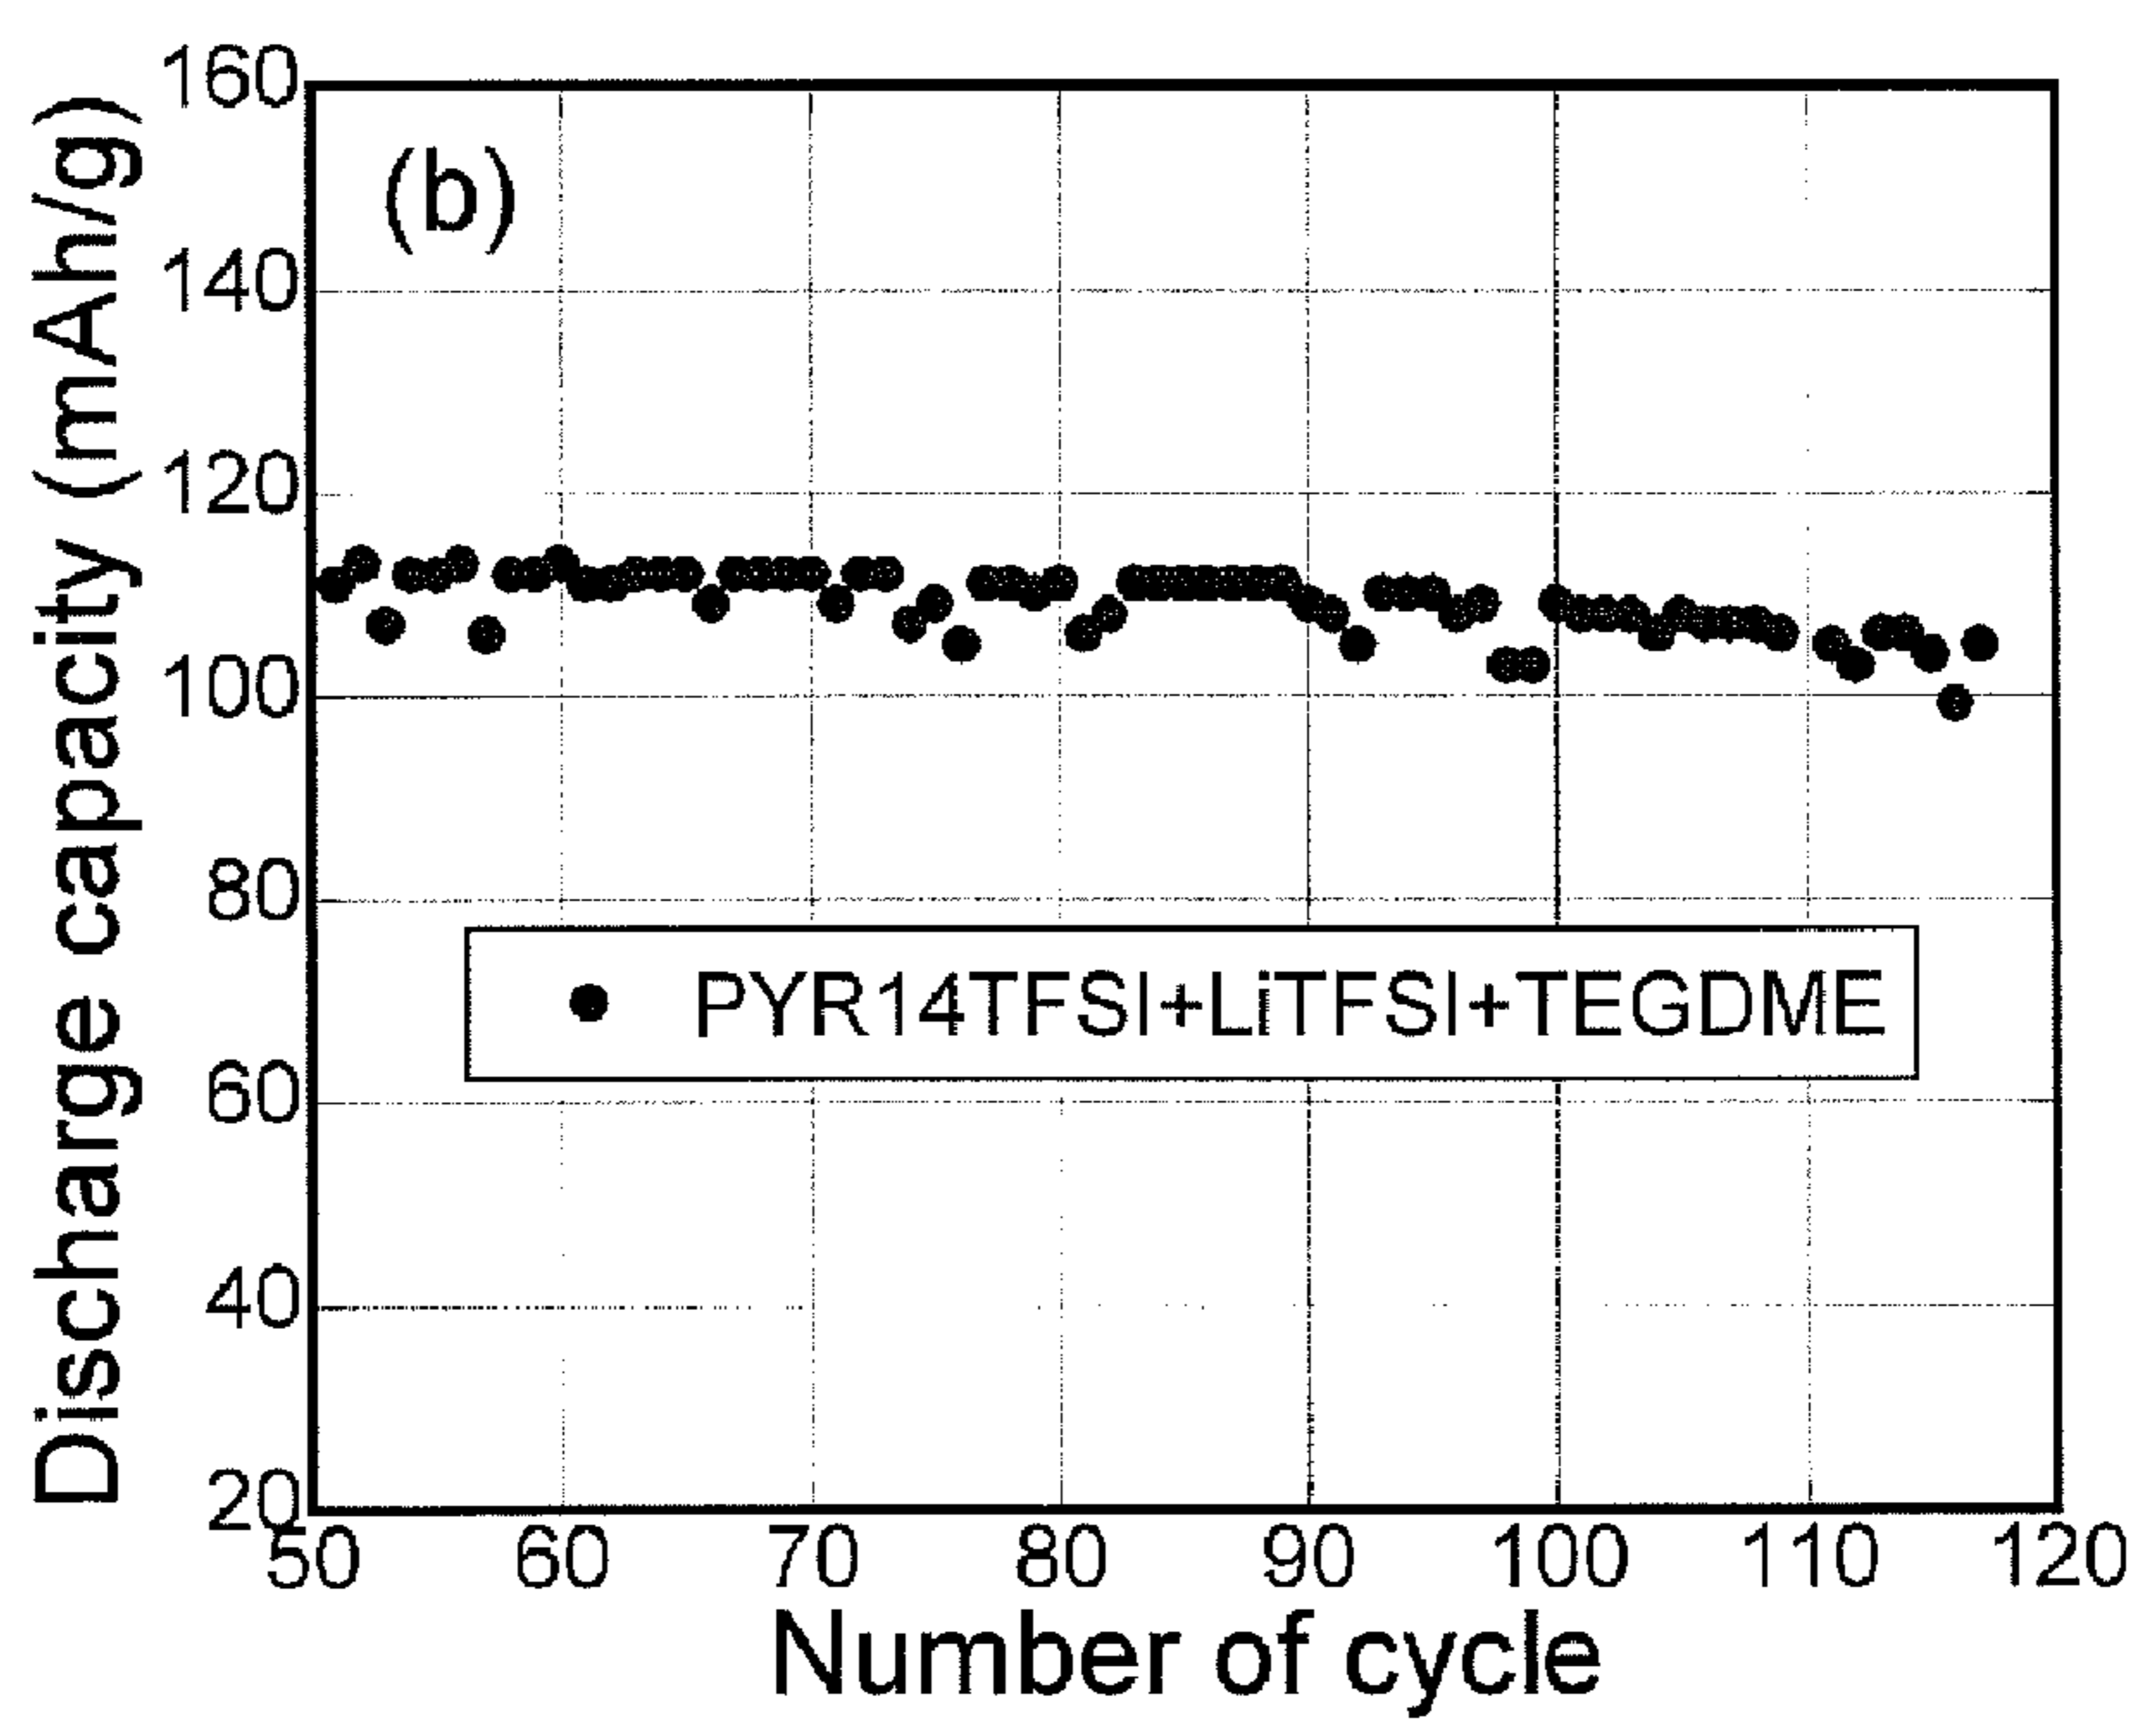 Discharge capacity (mAh/g)
160
140
120
100
80
60
40
20
(b)
PYR14TFSI+LiTFSI+TEGDME
50 60 70 80 90 100 110 120
Number of cycle